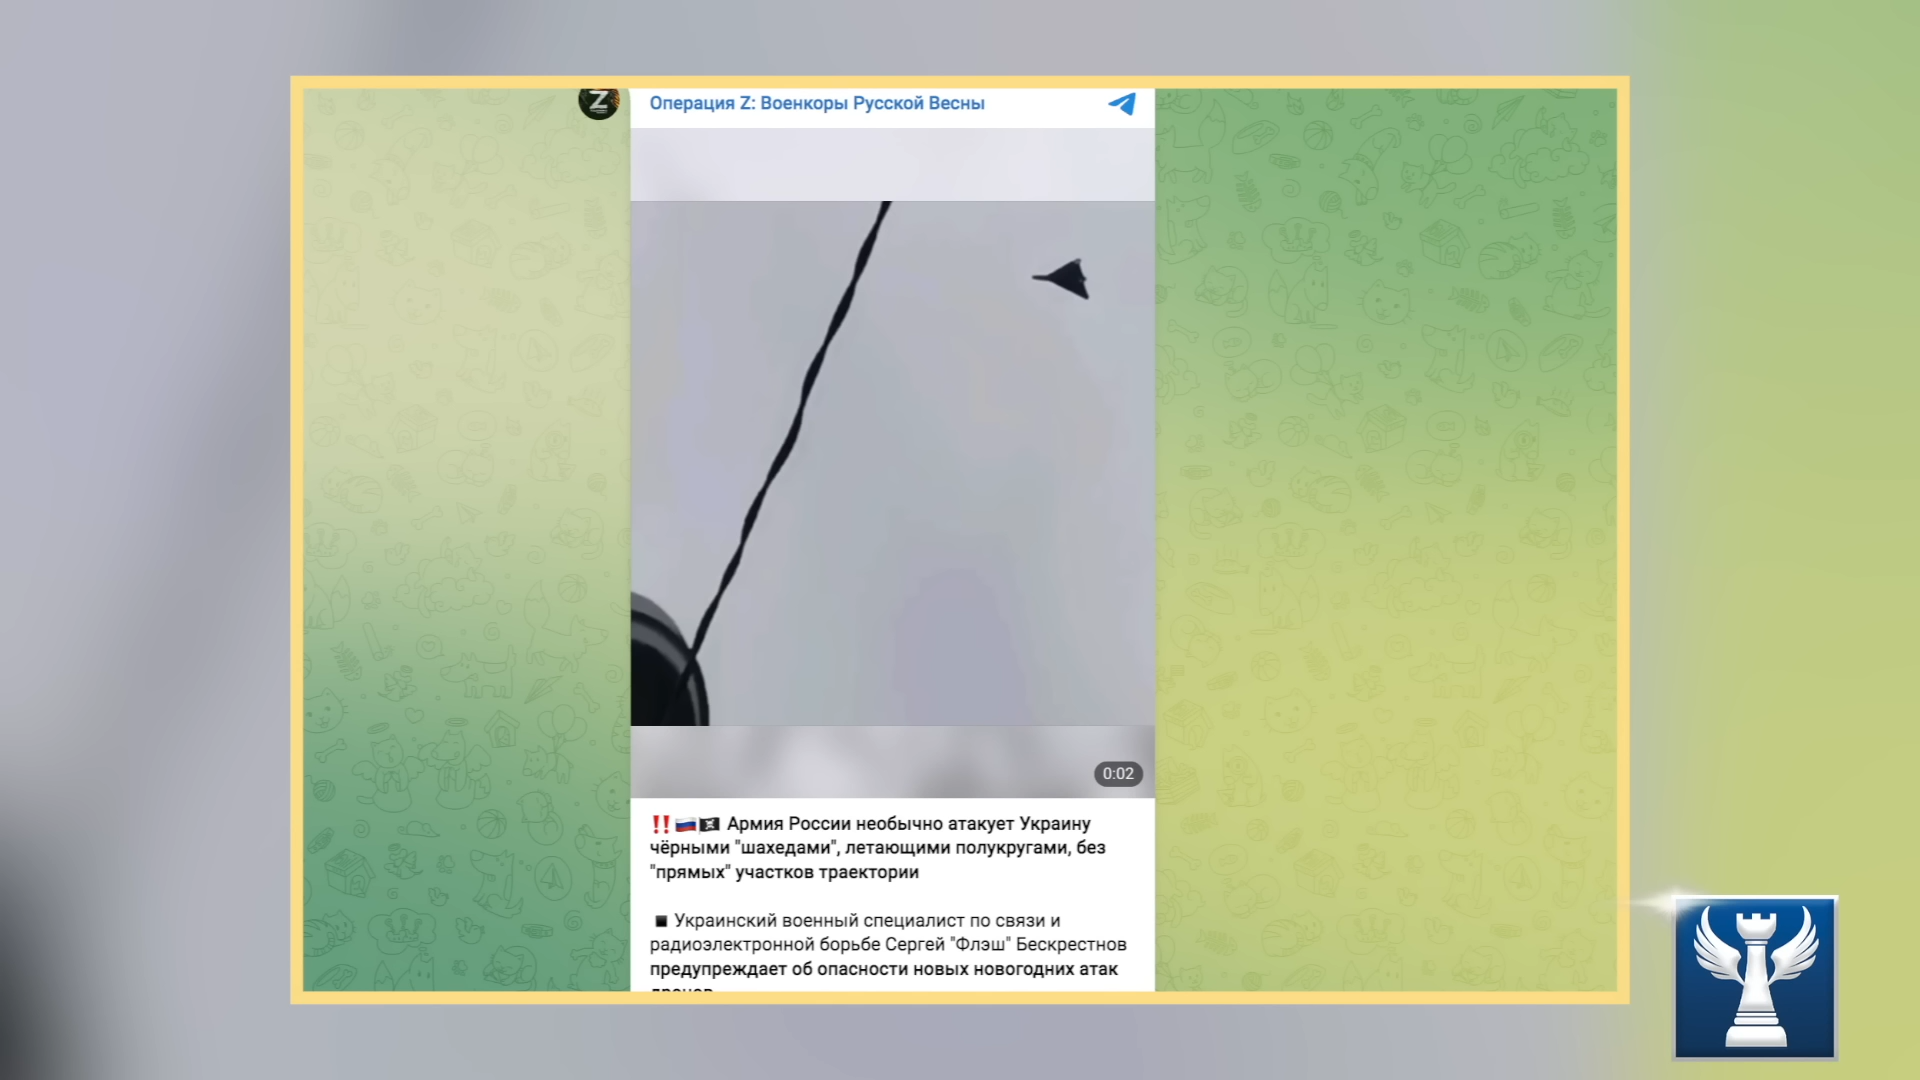 Операция Z: Военкоры Русской Весны
0:02
‼️🇷🇺🏴‍☠️ Армия России необычно атакует Украину
чёрными "шахедами", летающими полукругами, без
"прямых" участков траектории
◾️ Украинский военный специалист по связи и
радиоэлектронной борьбе Сергей "Флэш" Бескрестнов
предупреждает об опасности новых новогодних атак